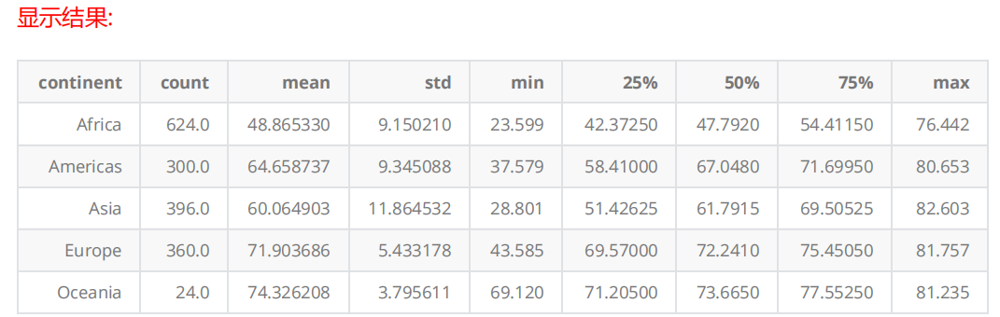 显示结果:
continent count mean std min 25% 50% 75% max
Africa 624.0 48.865330 9.150210 23.599 42.37250 47.7920 54.41150 76.442
Americas 300.0 64.658737 9.345088 37.579 58.41000 67.0480 71.69950 80.653
Asia 396.0 60.064903 11.864532 28.801 51.42625 61.7915 69.50525 82.603
Europe 360.0 71.903686 5.433178 43.585 69.57000 72.2410 75.45050 81.757
Oceania 24.0 74.326208 3.795611 69.120 71.20500 73.6650 77.55250 81.235